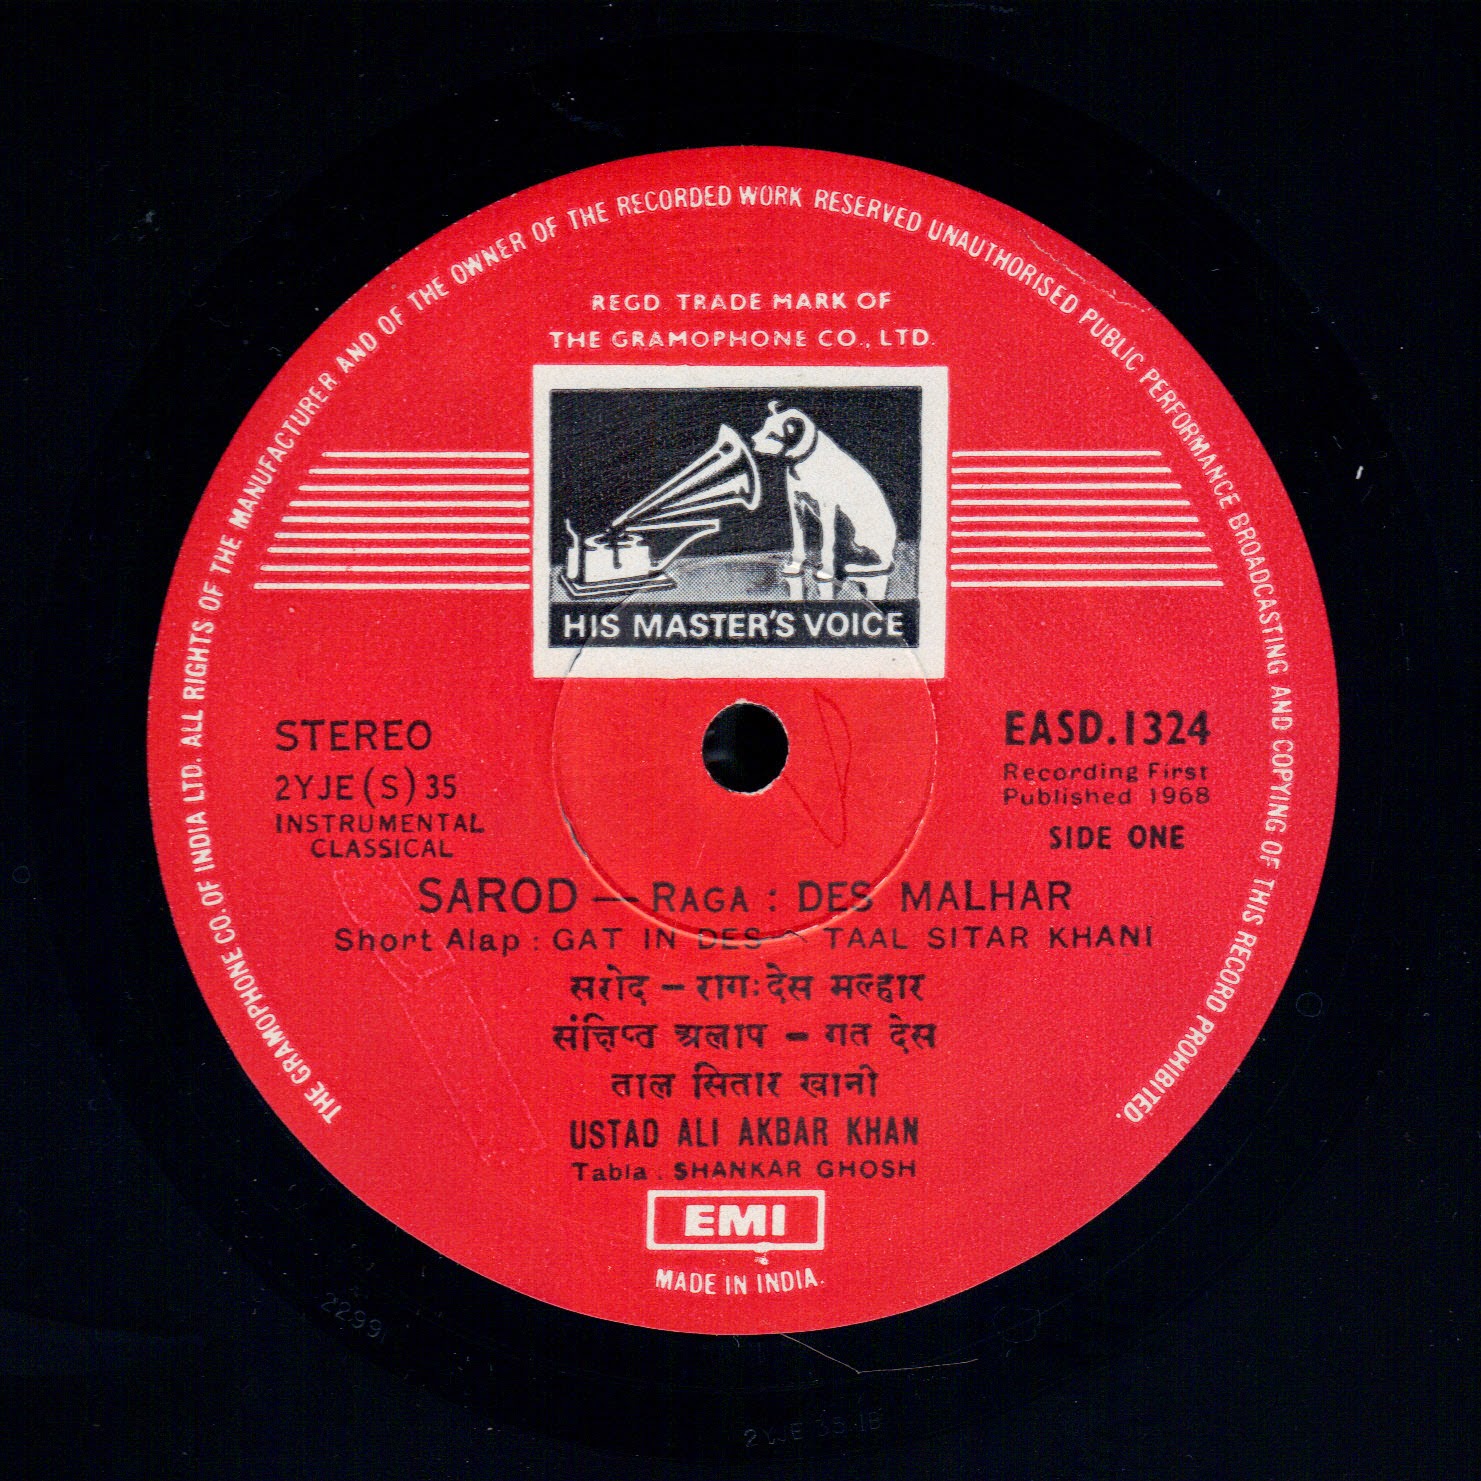 THE GRAMOPHONE CO. OF INDIA LTD. ALL RIGHTS OF THE MANUFACTURER AND OF THE OWNER OF THE RECORDED WORK RESERVED UNAUTHORISED PUBLIC PERFORMANCE BROADCASTING AND COPYING OF THIS RECORD PROHIBITED.
REGD. TRADE MARK OF
THE GRAMOPHONE CO., LTD.
HIS MASTER'S VOICE
STEREO
2YJE(S)35
INSTRUMENTAL
CLASSICAL
EASD.1324
Recording First
Published 1968
SIDE ONE
SAROD — RAGA : DES MALHAR
Short Alap : GAT IN DES - TAAL SITAR KHANI
सरोद - राग: देस मल्हार
संक्षिप्त अलाप - गत देस
ताल सितार खानी
USTAD ALI AKBAR KHAN
Tabla : SHANKAR GHOSH
EMI
MADE IN INDIA.